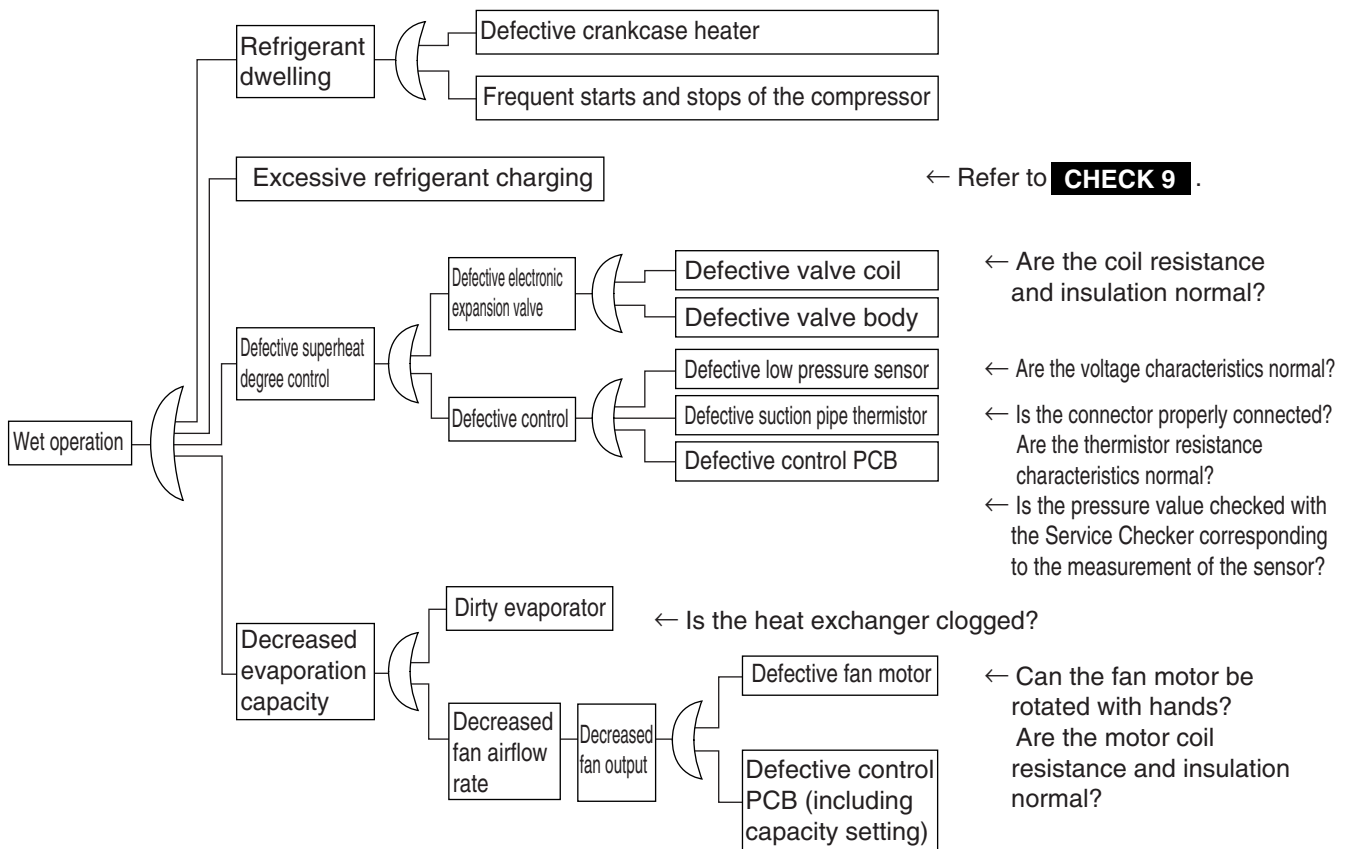 Refrigerant
dwelling
Defective crankcase heater
Frequent starts and stops of the compressor
Excessive refrigerant charging
← Refer to CHECK 9 .
Wet operation
Defective superheat
degree control
Defective electronic
expansion valve
Defective valve coil
← Are the coil resistance
and insulation normal?
Defective valve body
Defective control
Defective low pressure sensor
← Are the voltage characteristics normal?
Defective suction pipe thermistor
← Is the connector properly connected?
Are the thermistor resistance
characteristics normal?
Defective control PCB
← Is the pressure value checked with
the Service Checker corresponding
to the measurement of the sensor?
Decreased
evaporation
capacity
Dirty evaporator
← Is the heat exchanger clogged?
Decreased
fan airflow
rate
Decreased
fan output
Defective fan motor
← Can the fan motor be
rotated with hands?
Are the motor coil
resistance and insulation
normal?
Defective control
PCB (including
capacity setting)